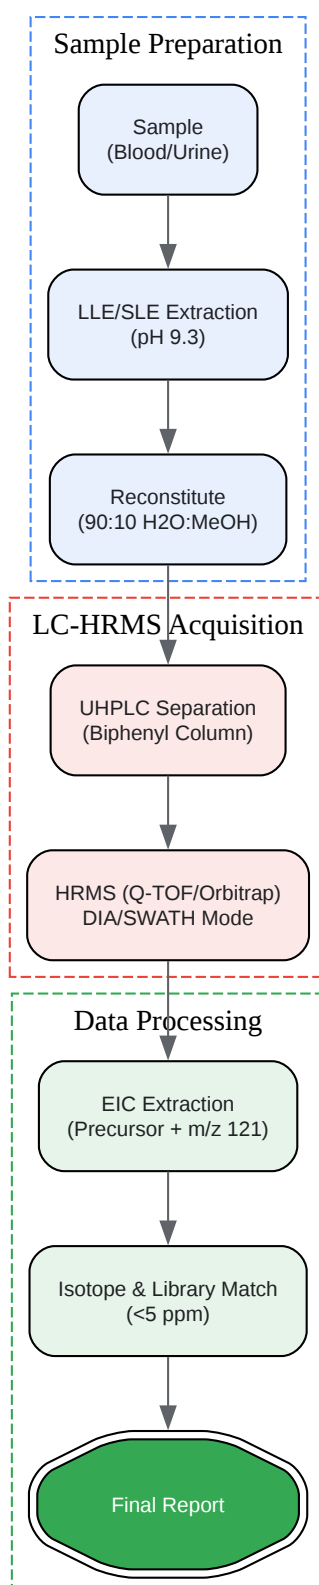 Sample Preparation
Sample
(Blood/Urine)
LLE/SLE Extraction
(pH 9.3)
Reconstitute
(90:10 H2O:MeOH)
LC-HRMS Acquisition
UHPLC Separation
(Biphenyl Column)
HRMS (Q-TOF/Orbitrap)
DIA/SWATH Mode
Data Processing
EIC Extraction
(Precursor + m/z 121)
Isotope & Library Match
(<5 ppm)
Final Report